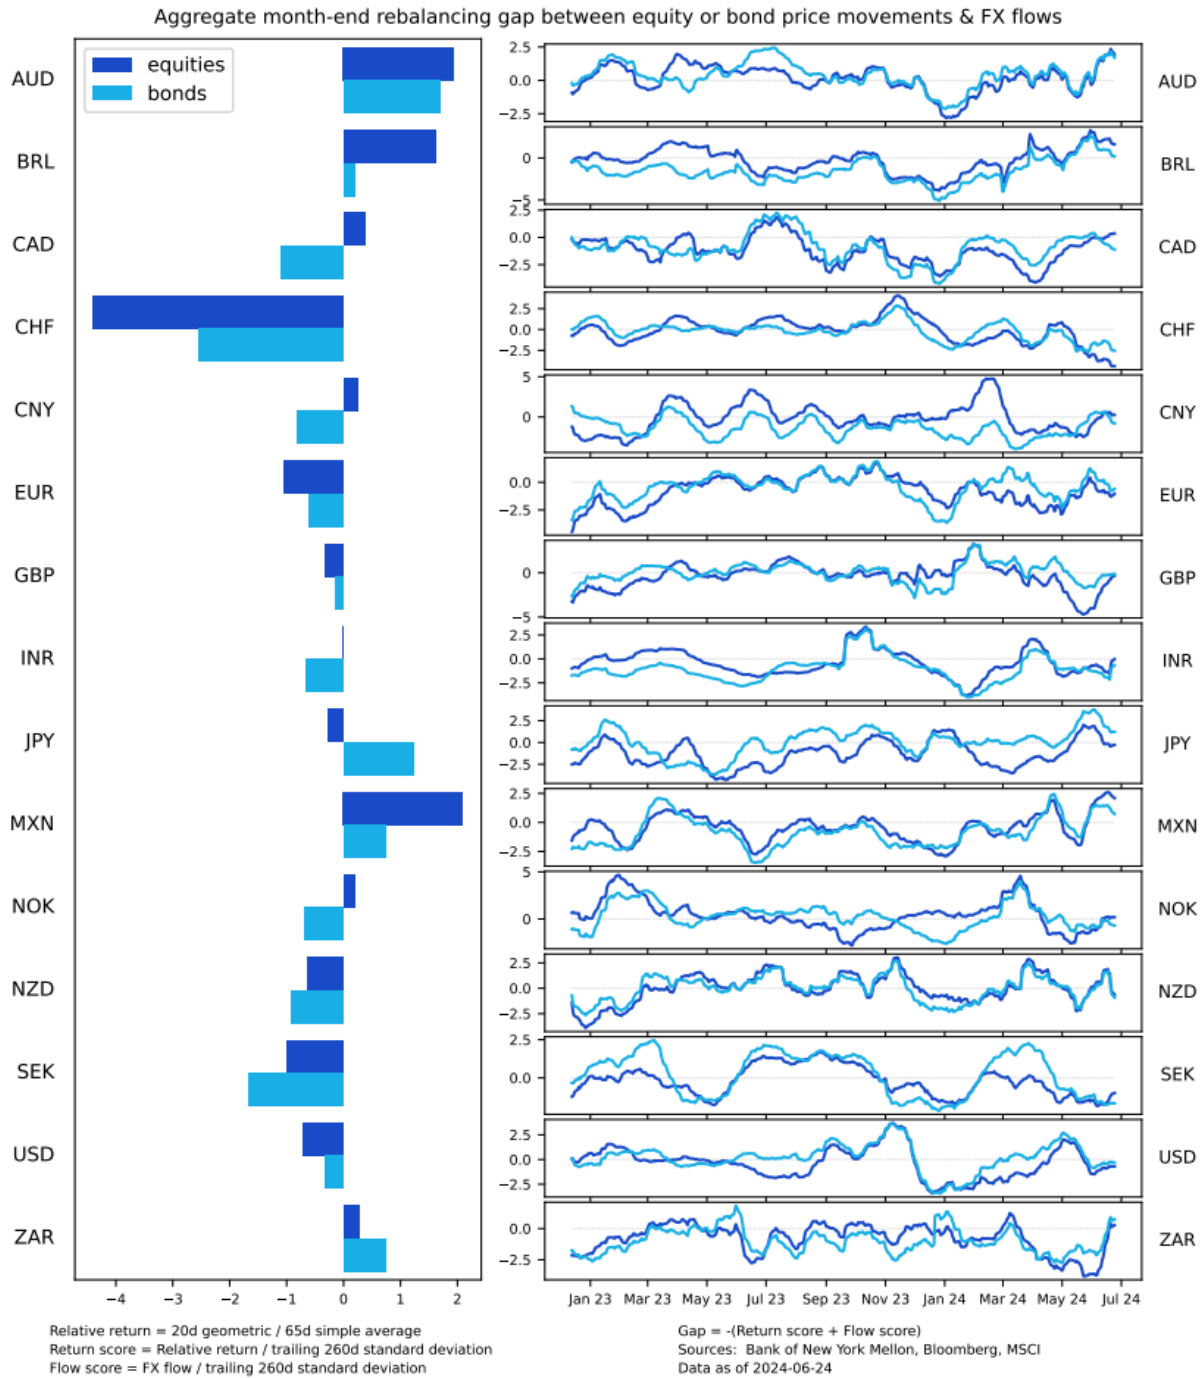 Aggregate month-end rebalancing gap between equity or bond price movements & FX flows
equities
bonds
AUD
BRL
CAD
CHF
CNY
EUR
GBP
INR
JPY
MXN
NOK
NZD
SEK
USD
ZAR
−4 −3 −2 −1 0 1 2
2.5
0.0
−2.5
AUD
0
−5
BRL
2.5
0.0
−2.5
CAD
2.5
0.0
−2.5
CHF
5
0
CNY
0.0
−2.5
EUR
0
−5
GBP
0.0
−2.5
INR
2.5
0.0
−2.5
JPY
2.5
0.0
−2.5
MXN
5
0
NOK
2.5
0.0
−2.5
NZD
2.5
0.0
SEK
2.5
0.0
−2.5
USD
0.0
−2.5
ZAR
Jan 23 Mar 23 May 23 Jul 23 Sep 23 Nov 23 Jan 24 Mar 24 May 24 Jul 24
Relative return = 20d geometric / 65d simple average
Return score = Relative return / trailing 260d standard deviation
Flow score = FX flow / trailing 260d standard deviation
Gap = -(Return score + Flow score)
Sources: Bank of New York Mellon, Bloomberg, MSCI
Data as of 2024-06-24